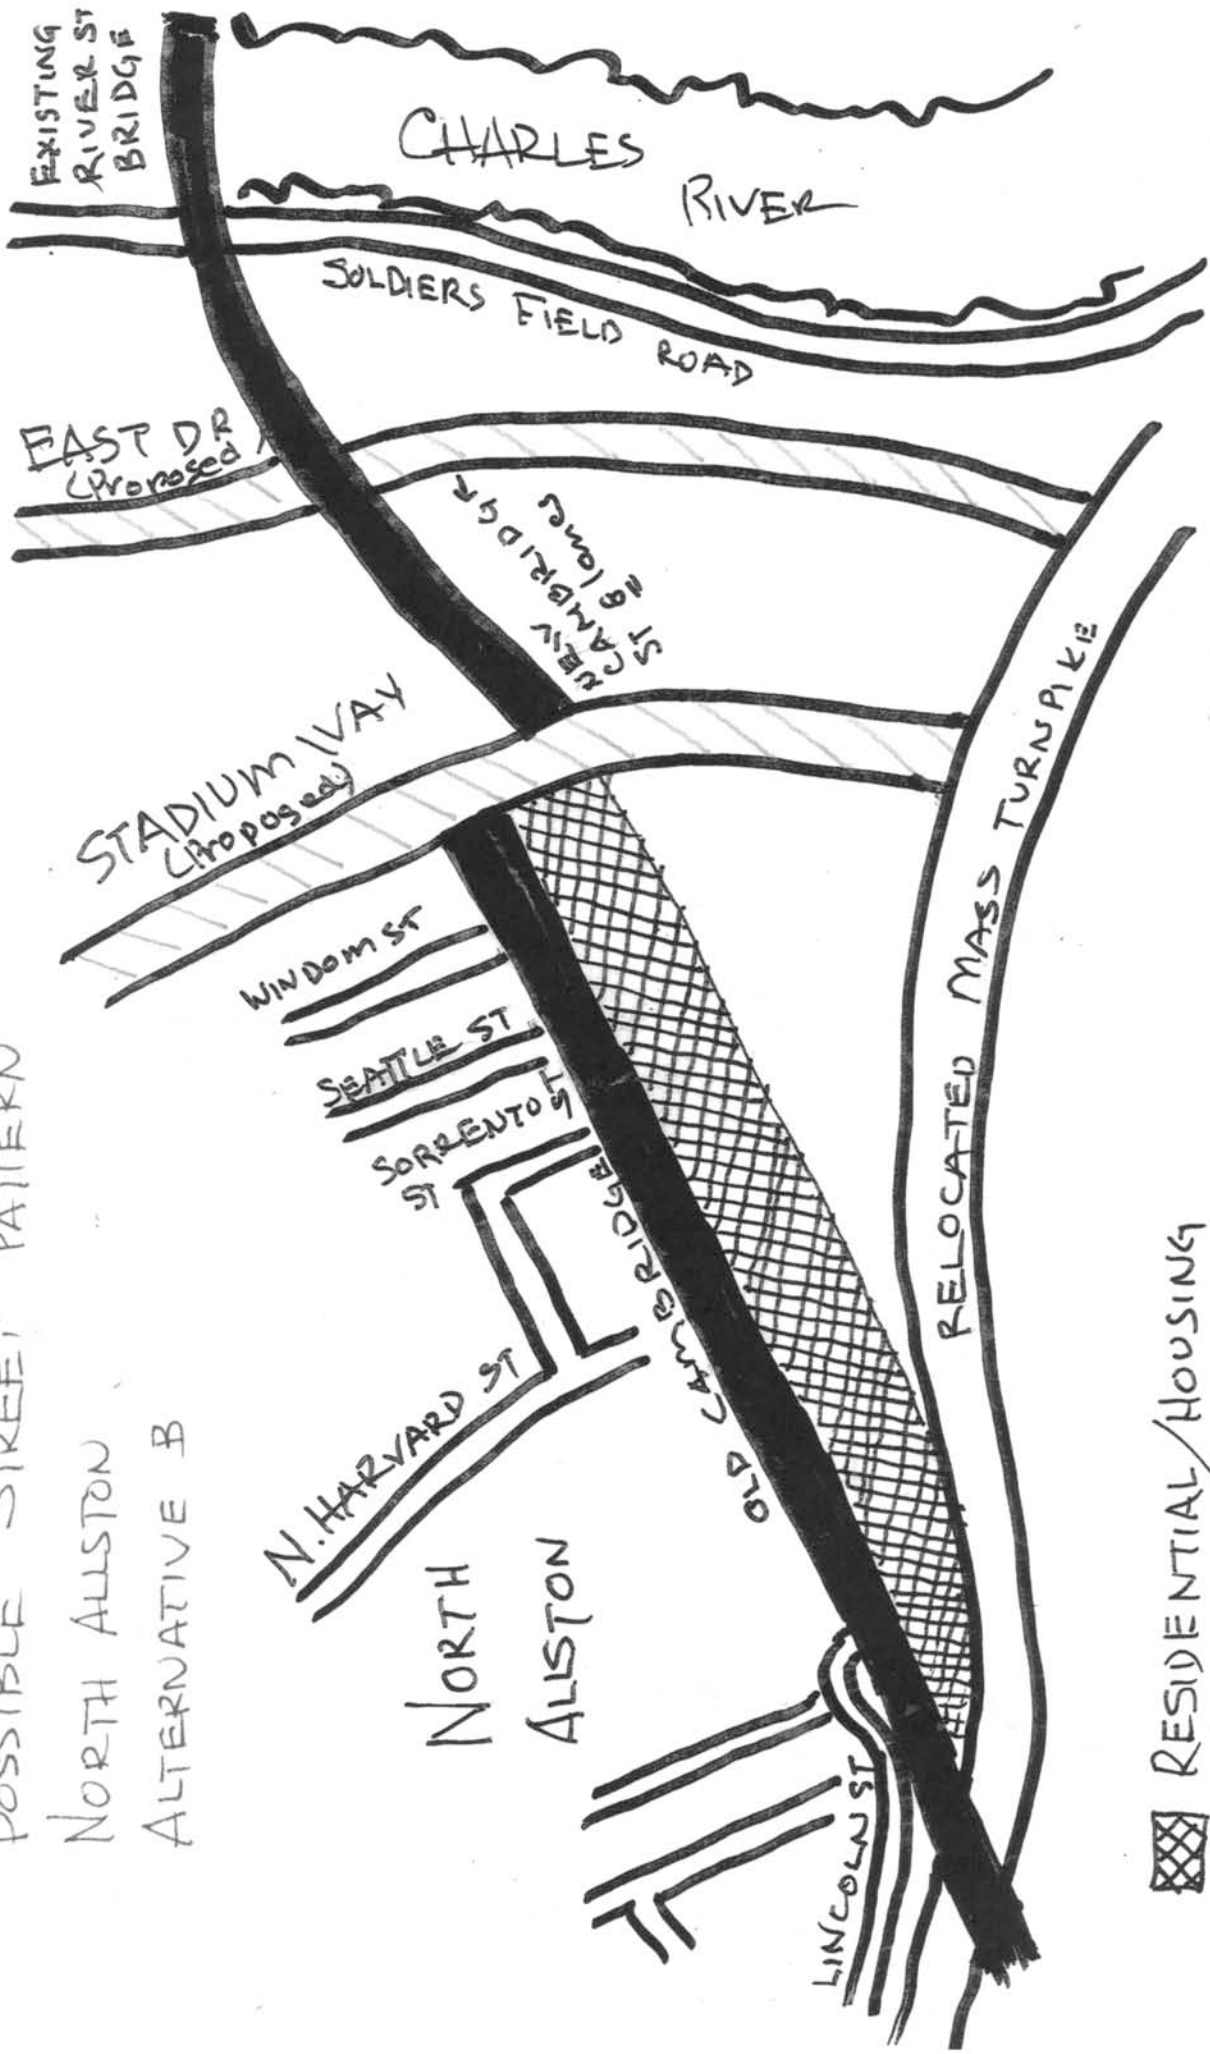 POSSIBLE STREET PATTERN
NORTH ALLSTON
ALTERNATIVE B
EXISTING
RIVER ST
BRIDGE
CHARLES
RIVER
SOLDIERS FIELD ROAD
EAST DR
(Proposed)
NEW
CAMBRIDGE
ST
STADIUM WAY
(Proposed)
WINDOM ST
SEATTLE ST
SORRENTO
ST
N. HARVARD ST
OLD CAMBRIDGE ST
NORTH
ALLSTON
LINCOLN ST
RELOCATED MASS TURNPIKE
RESIDENTIAL/HOUSING